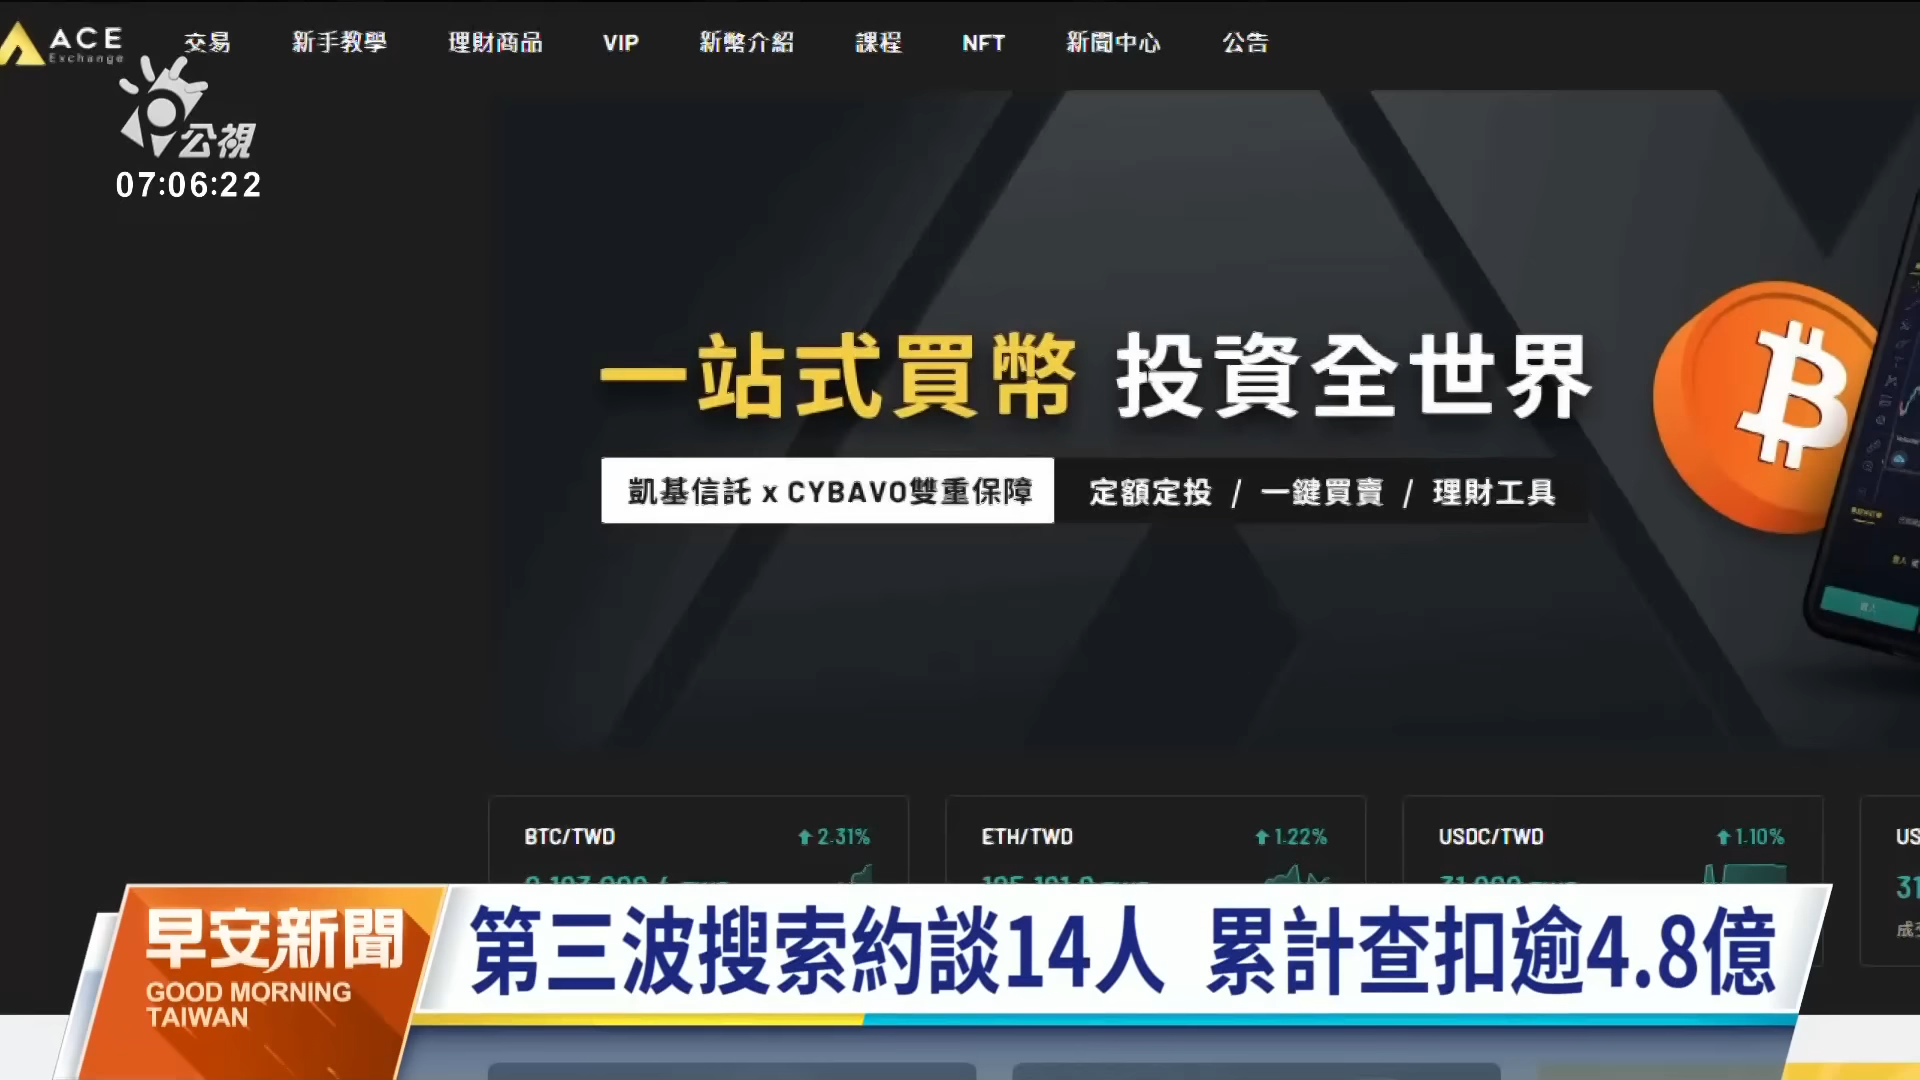 ACE
Exchange
交易 新手教學 理財商品 VIP 新幣介紹 課程 NFT 新聞中心 公告
公視
07:06:22
一站式買幣 投資全世界
凱基信託 x CYBAVO雙重保障 定額定投 / 一鍵買賣 / 理財工具
BTC/TWD 2.31% ETH/TWD 1.22% USDC/TWD 1.10% US
31
早安新聞
GOOD MORNING
TAIWAN
第三波搜索約談14人 累計查扣逾4.8億